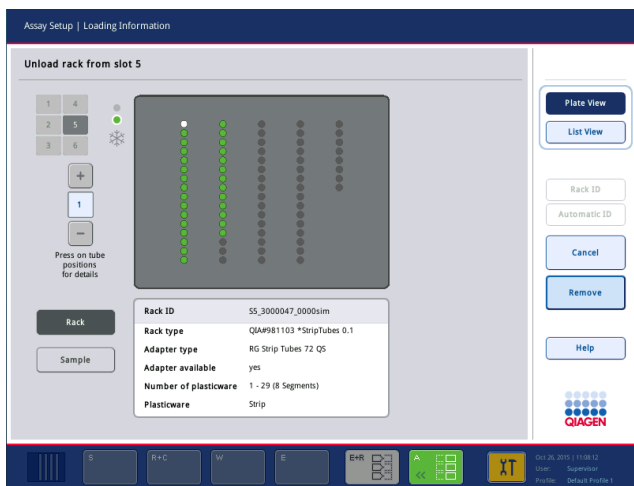 Assay Setup | Loading Information
Unload rack from slot 5
1 4
2 5
3 6
+
1
−
Press on tube
positions
for details
Rack
Sample
Rack ID S5_3000047_0000sim
Rack type QIA#981103 *StripTubes 0.1
Adapter type RG Strip Tubes 72 QS
Adapter available yes
Number of plasticware 1 - 29 (8 Segments)
Plasticware Strip
Plate View
List View
Rack ID
Automatic ID
Cancel
Remove
Help
QIAGEN
S R+C W E E+R A
Oct 26, 2015 | 11:08:12
User: Supervisor
Profile: Default Profile 1